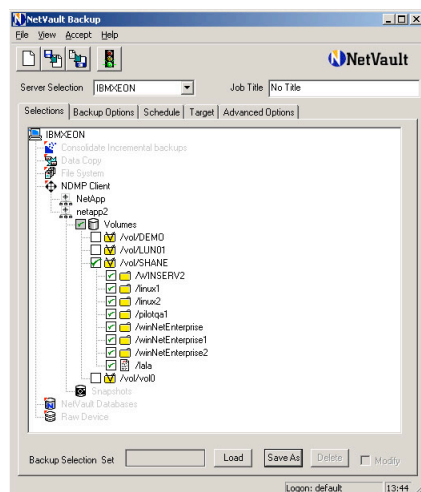 NetVault Backup
File View Accept Help
NetVault
Server Selection IBMXEON Job Title No Title
Selections Backup Options Schedule Target Advanced Options
IBMXEON
Consolidate Incremental backups
Data Copy
File System
NDMP Client
NetApp
netapp2
Volumes
/vol/DEMO
/vol/LUN01
/vol/SHANE
/WINSERV2
/linux1
/linux2
/pilotqa1
/winNetEnterprise
/winNetEnterprise1
/winNetEnterprise2
/lala
/vol/vol0
Snapshots
NetVault Databases
Raw Device
Backup Selection Set Load Save As Delete Modify
Logon: default 13:44